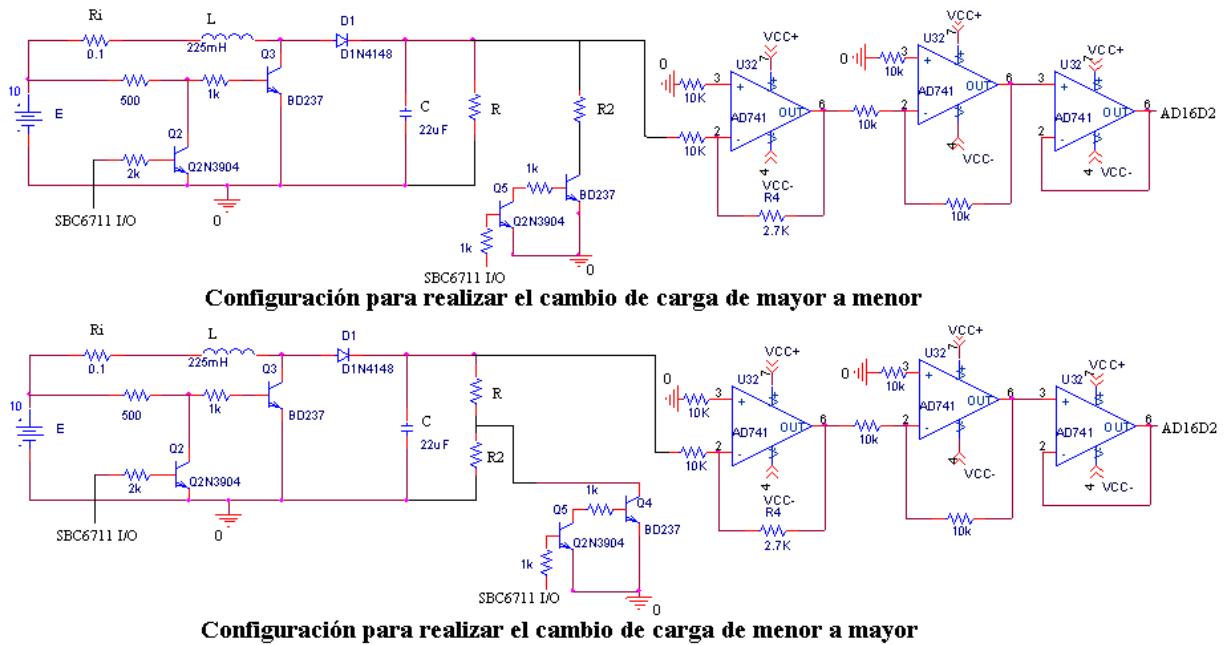 Ri
L
0.1
225mH
Q3
D1
D1N4148
500
1k
BD237
10
E
Q2
Q2N3904
2k
SBC6711 I/O
0
C
22uF
R
R2
1k
Q5
BD237
Q2N3904
1k
SBC6711 I/O
0
0
3
10K
10K
2
U32
7
VCC+
+
AD741
OUT
-
6
4
VCC-
R4
2.7K
0
3
10k
10k
2
U32
7
VCC+
+
AD741
OUT
-
6
4
VCC-
10k
3
2
U32
7
VCC+
+
AD741
OUT
-
6
4
VCC-
AD16D2
Configuración para realizar el cambio de carga de mayor a menor
Ri
L
0.1
225mH
Q3
D1
D1N4148
500
1k
BD237
10
E
Q2
Q2N3904
2k
SBC6711 I/O
0
C
22uF
R
R2
1k
Q5
Q4
BD237
Q2N3904
1k
SBC6711 I/O
0
0
3
10K
10K
2
U32
7
VCC+
+
AD741
OUT
-
6
4
VCC-
R4
2.7K
0
3
10k
10k
2
U32
7
VCC+
+
AD741
OUT
-
6
4
VCC-
10k
3
2
U32
7
VCC+
+
AD741
OUT
-
6
4
VCC-
AD16D2
Configuración para realizar el cambio de carga de menor a mayor